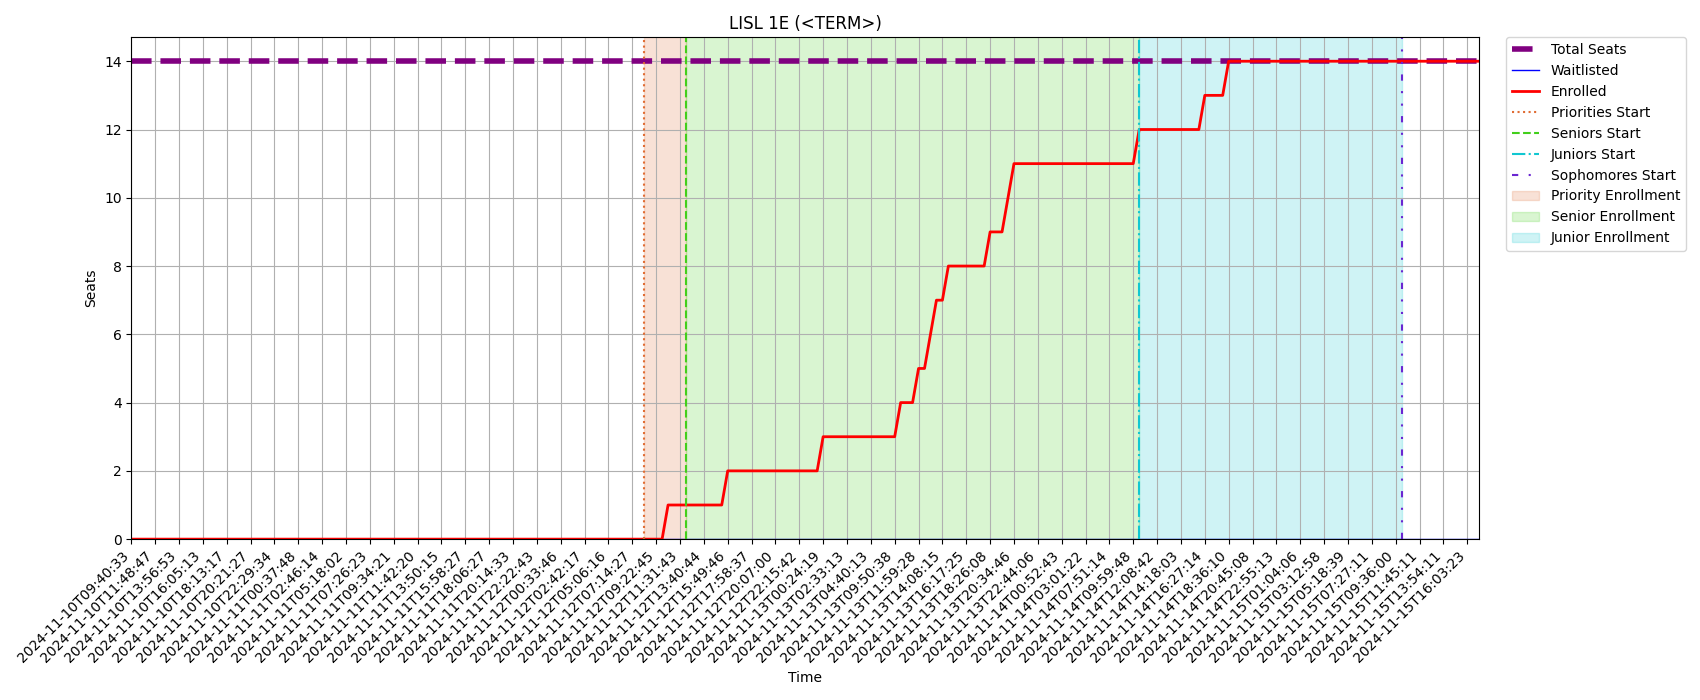 LISL 1E (<TERM>)
14
12
10
8
6
4
2
0
Seats
2024-11-10T09:40:33
2024-11-10T11:48:47
2024-11-10T13:56:53
2024-11-10T16:05:13
2024-11-10T18:13:17
2024-11-10T20:21:27
2024-11-10T22:29:34
2024-11-11T00:37:48
2024-11-11T02:46:14
2024-11-11T05:18:02
2024-11-11T07:26:23
2024-11-11T09:34:21
2024-11-11T11:42:20
2024-11-11T13:50:15
2024-11-11T15:58:27
2024-11-11T18:06:27
2024-11-11T20:14:33
2024-11-11T22:22:43
2024-11-12T00:33:46
2024-11-12T02:42:17
2024-11-12T05:06:16
2024-11-12T07:14:27
2024-11-12T09:22:45
2024-11-12T11:31:43
2024-11-12T13:40:44
2024-11-12T15:49:46
2024-11-12T17:58:37
2024-11-12T20:07:00
2024-11-12T22:15:42
2024-11-13T00:24:19
2024-11-13T02:33:13
2024-11-13T04:40:13
2024-11-13T09:50:38
2024-11-13T11:59:28
2024-11-13T14:08:15
2024-11-13T16:17:25
2024-11-13T18:26:08
2024-11-13T20:34:46
2024-11-13T22:44:06
2024-11-14T00:52:43
2024-11-14T03:01:22
2024-11-14T07:51:14
2024-11-14T09:59:48
2024-11-14T12:08:42
2024-11-14T14:18:03
2024-11-14T16:27:14
2024-11-14T18:36:10
2024-11-14T20:45:08
2024-11-14T22:55:13
2024-11-15T01:04:06
2024-11-15T03:12:58
2024-11-15T05:18:39
2024-11-15T07:27:11
2024-11-15T09:36:00
2024-11-15T11:45:11
2024-11-15T13:54:11
2024-11-15T16:03:23
Time
Total Seats
Waitlisted
Enrolled
Priorities Start
Seniors Start
Juniors Start
Sophomores Start
Priority Enrollment
Senior Enrollment
Junior Enrollment